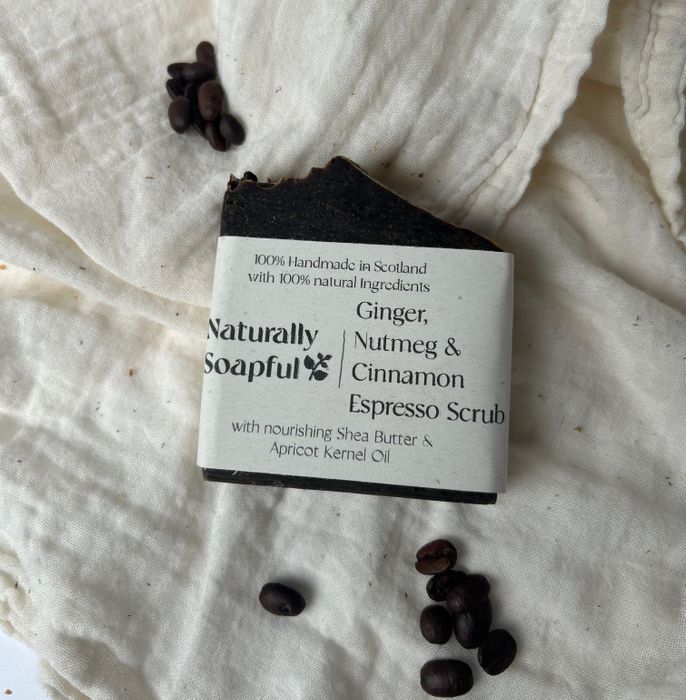 100% Handmade in Scotland
with 100% natural Ingredients
Naturally
Soapful
Ginger,
Nutmeg &
Cinnamon
Espresso Scrub
with nourishing Shea Butter &
Apricot Kernel Oil